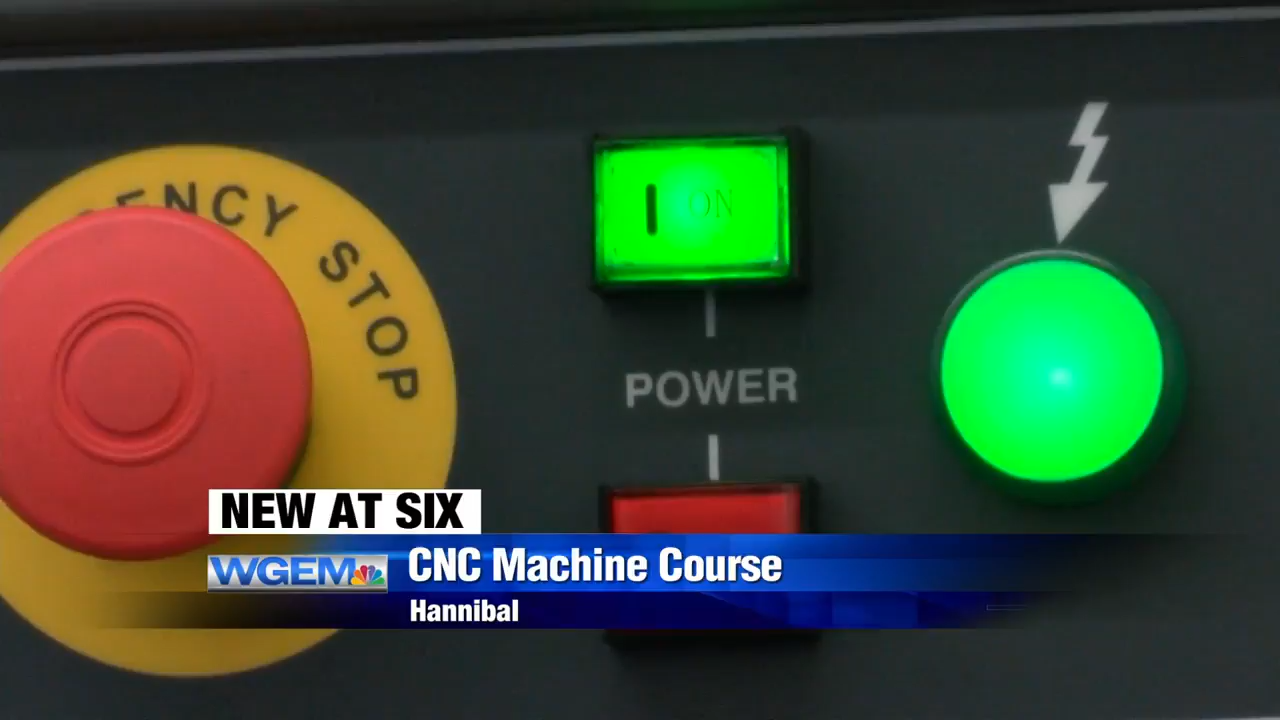 ENCY STOP
I ON
POWER
NEW AT SIX
WGEM
CNC Machine Course
Hannibal